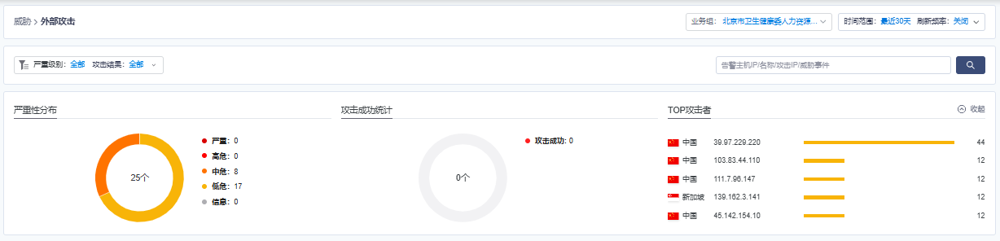 威胁 > 外部攻击
业务组: 北京市卫生健康委人力资源...
时间范围: 最近30天 刷新频率: 关闭
严重级别: 全部 攻击结果: 全部
告警主机IP/名称/攻击IP/威胁事件
严重性分布
25个
严重: 0
高危: 0
中危: 8
低危: 17
信息: 0
攻击成功统计
0个
攻击成功: 0
TOP攻击者
收起
中国 39.97.229.220 44
中国 103.83.44.110 12
中国 111.7.96.147 12
新加坡 139.162.3.141 12
中国 45.142.154.10 12